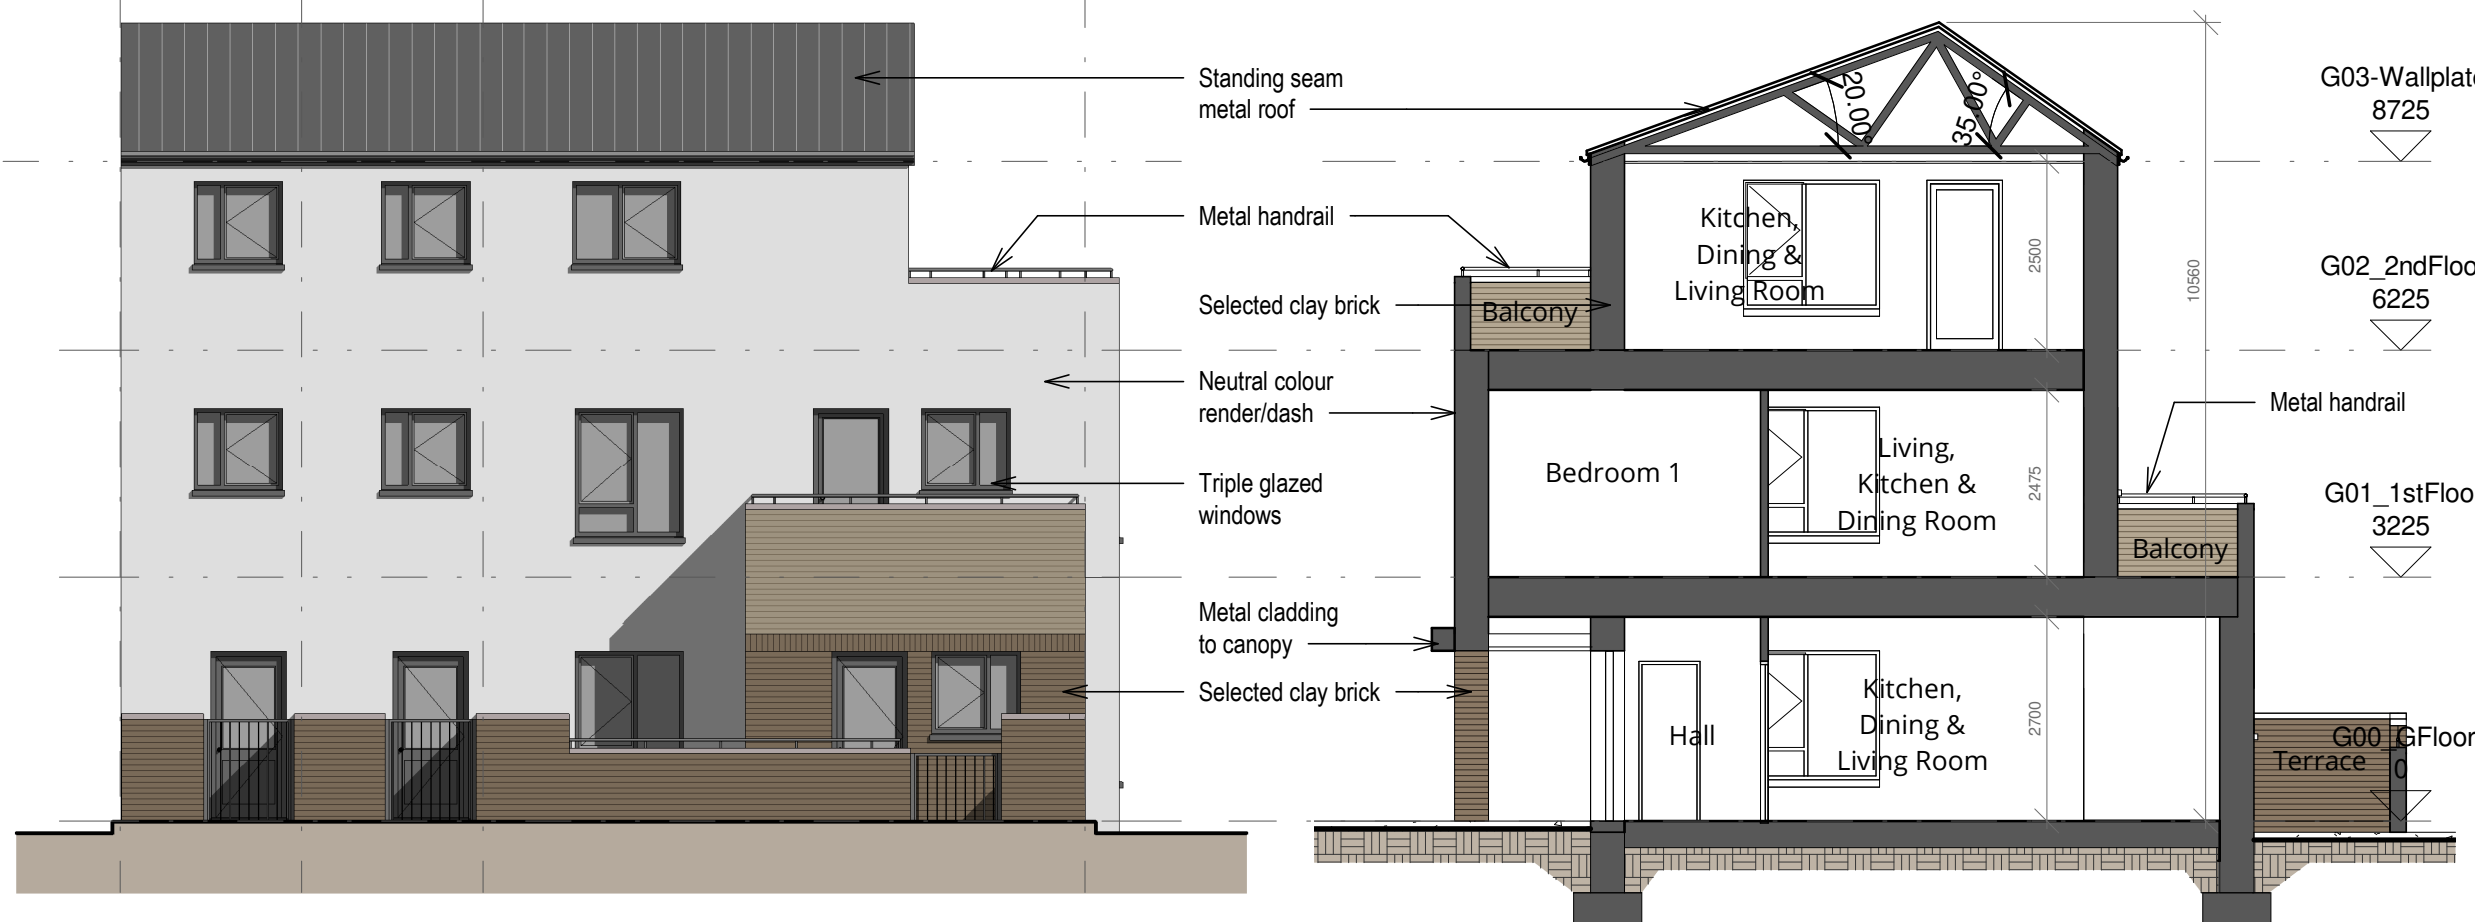 Standing seam
metal roof
Metal handrail
Selected clay brick
Neutral colour
render/dash
Triple glazed
windows
Metal cladding
to canopy
Selected clay brick
20.00°
35.00°
Kitchen,
Dining &
Living Room
Balcony
2500
10560
Bedroom 1
Living,
Kitchen &
Dining Room
2475
Balcony
Metal handrail
Hall
Kitchen,
Dining &
Living Room
2700
Terrace
G03-Wallplate
8725
G02_2ndFloo
6225
G01_1stFloo
3225
G00_GFloor
0